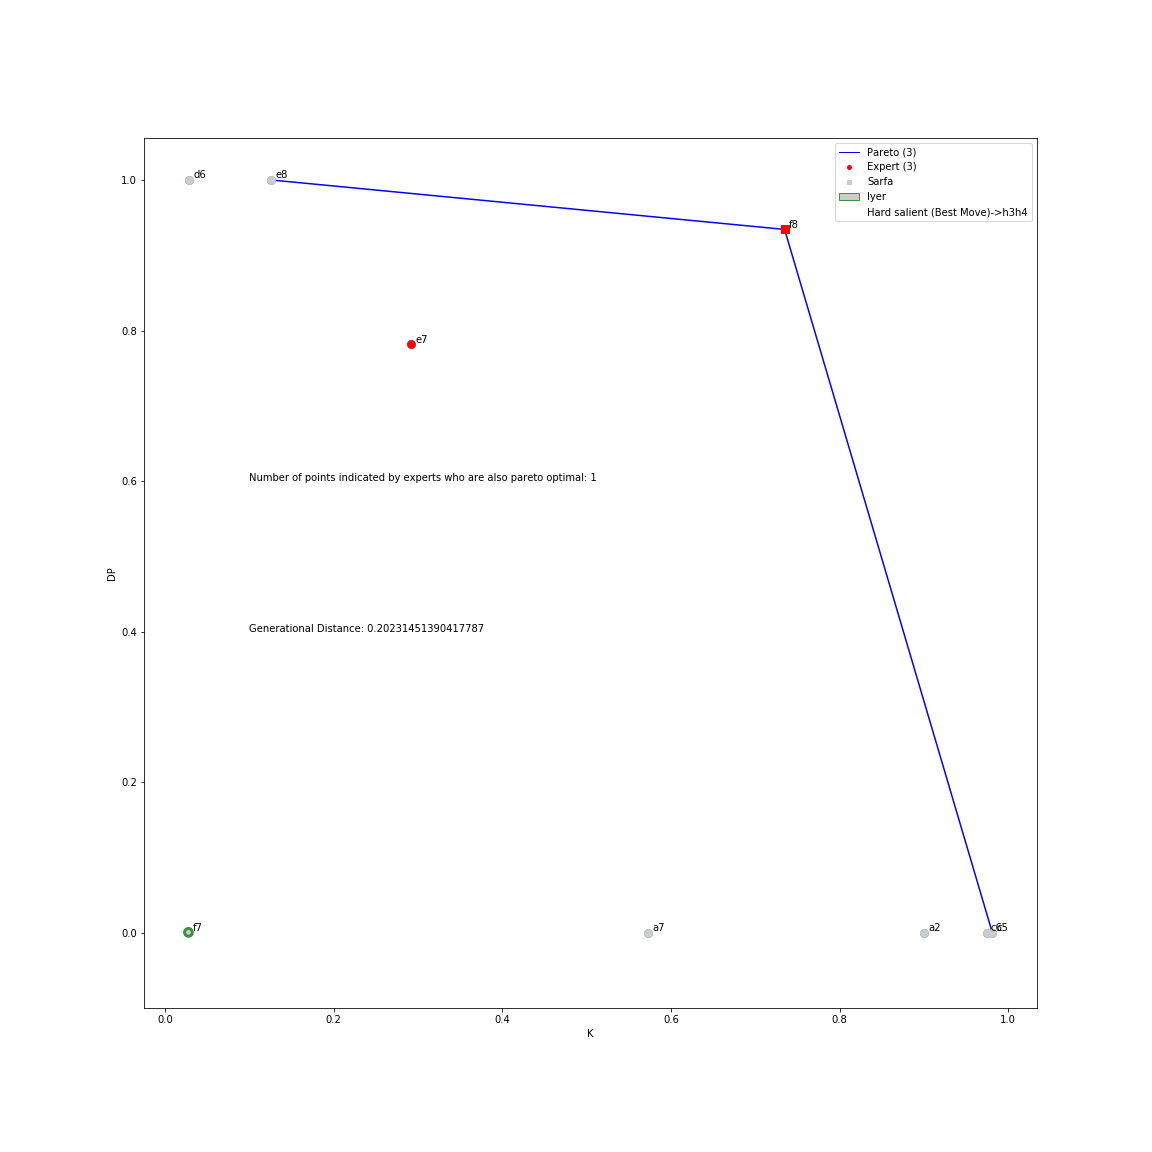 Pareto (3)
Expert (3)
Sarfa
Iyer
Hard salient (Best Move)->h3h4
d6
e8
f8
e7
Number of points indicated by experts who are also pareto optimal: 1
Generational Distance: 0.20231451390417787
f7
a7
a2
1.0
0.8
0.6
0.4
0.2
0.0
DP
0.0
0.2
0.4
0.6
0.8
1.0
K